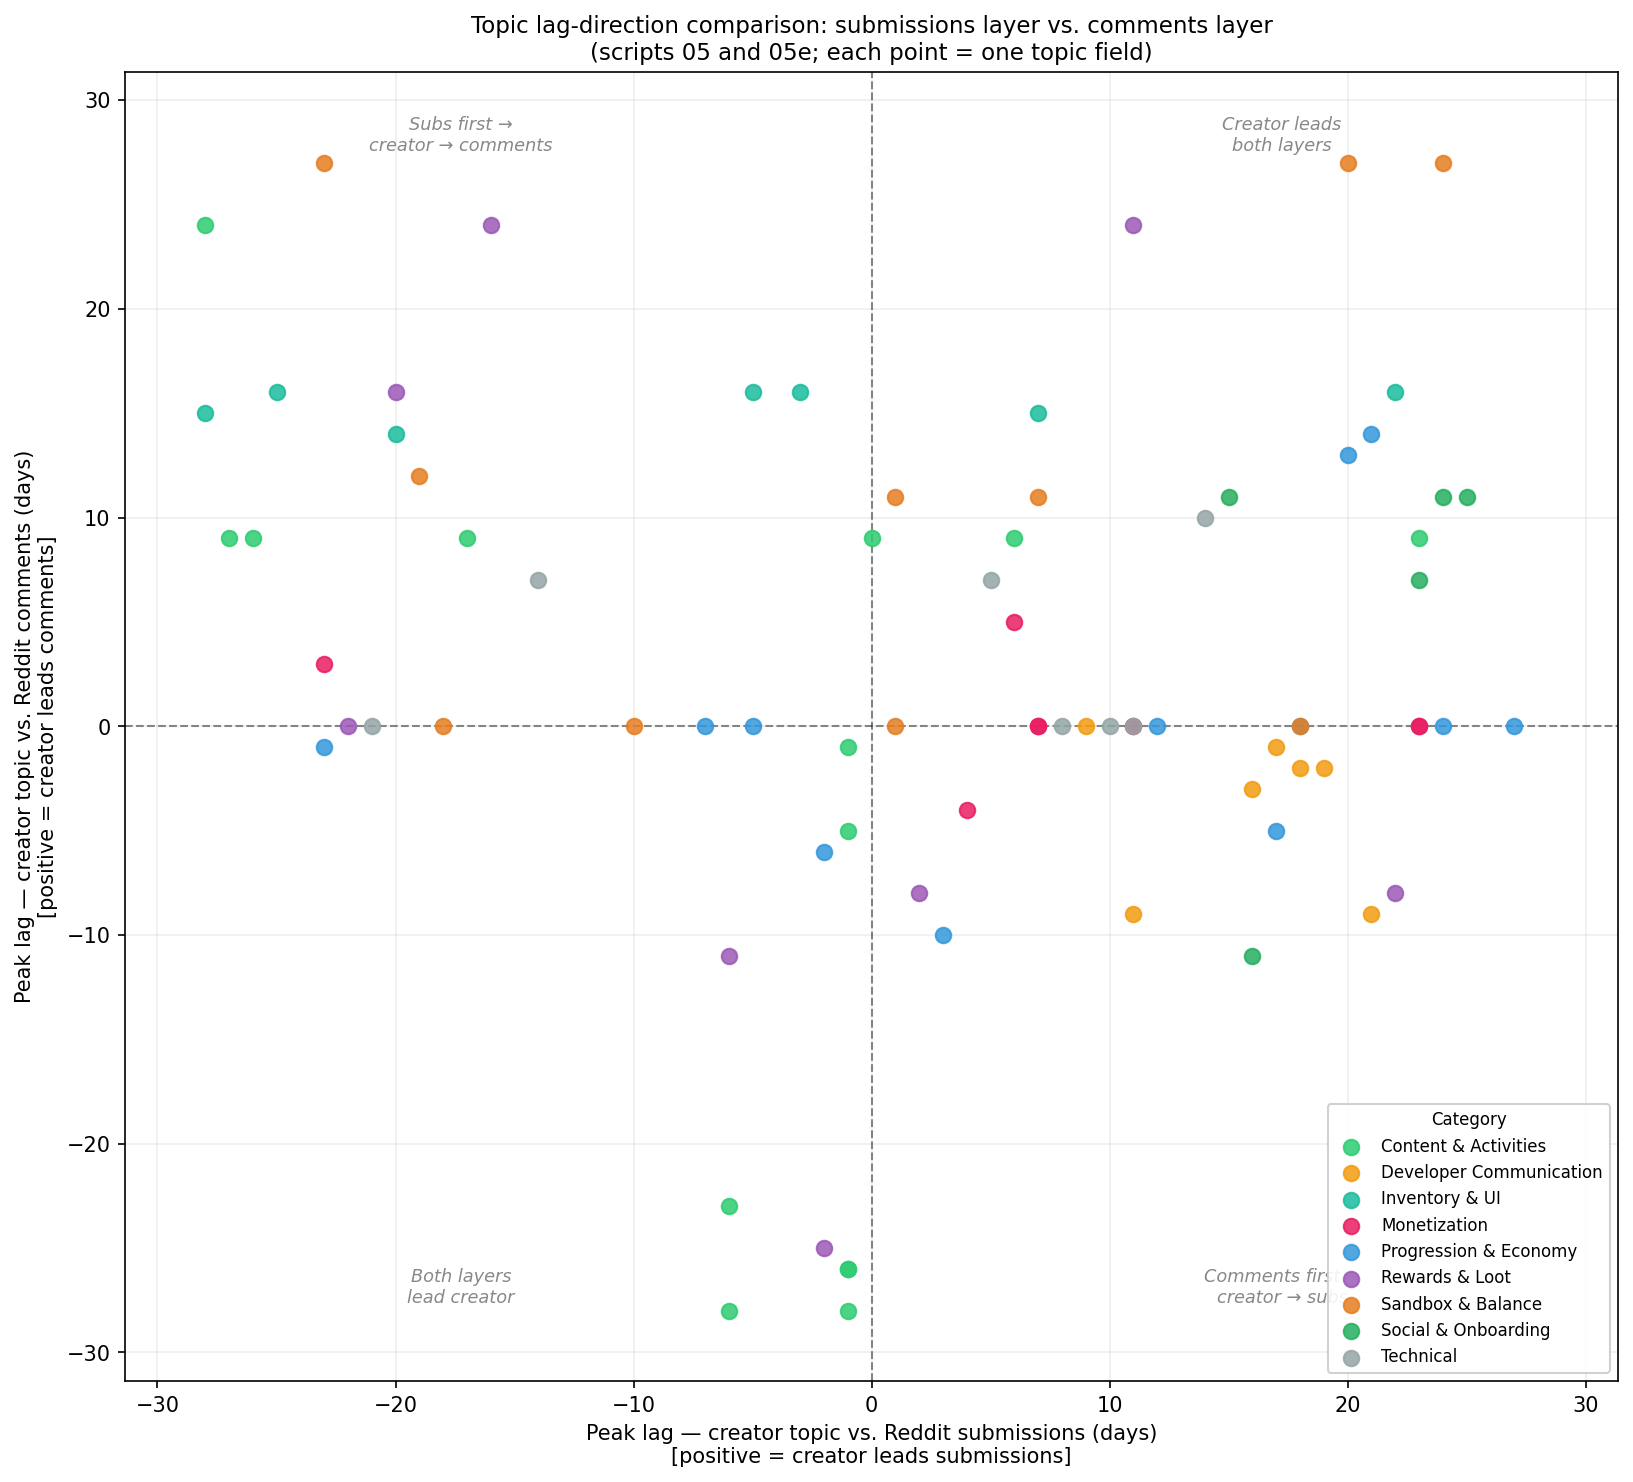 Topic lag-direction comparison: submissions layer vs. comments layer
(scripts 05 and 05e; each point = one topic field)
Peak lag — creator topic vs. Reddit comments (days)
[positive = creator leads comments]
30
20
10
0
−10
−20
−30
Subs first →
creator → comments
Creator leads
both layers
Both layers
lead creator
Comments first
creator → subs
Category
Content & Activities
Developer Communication
Inventory & UI
Monetization
Progression & Economy
Rewards & Loot
Sandbox & Balance
Social & Onboarding
Technical
−30
−20
−10
0
10
20
30
Peak lag — creator topic vs. Reddit submissions (days)
[positive = creator leads submissions]